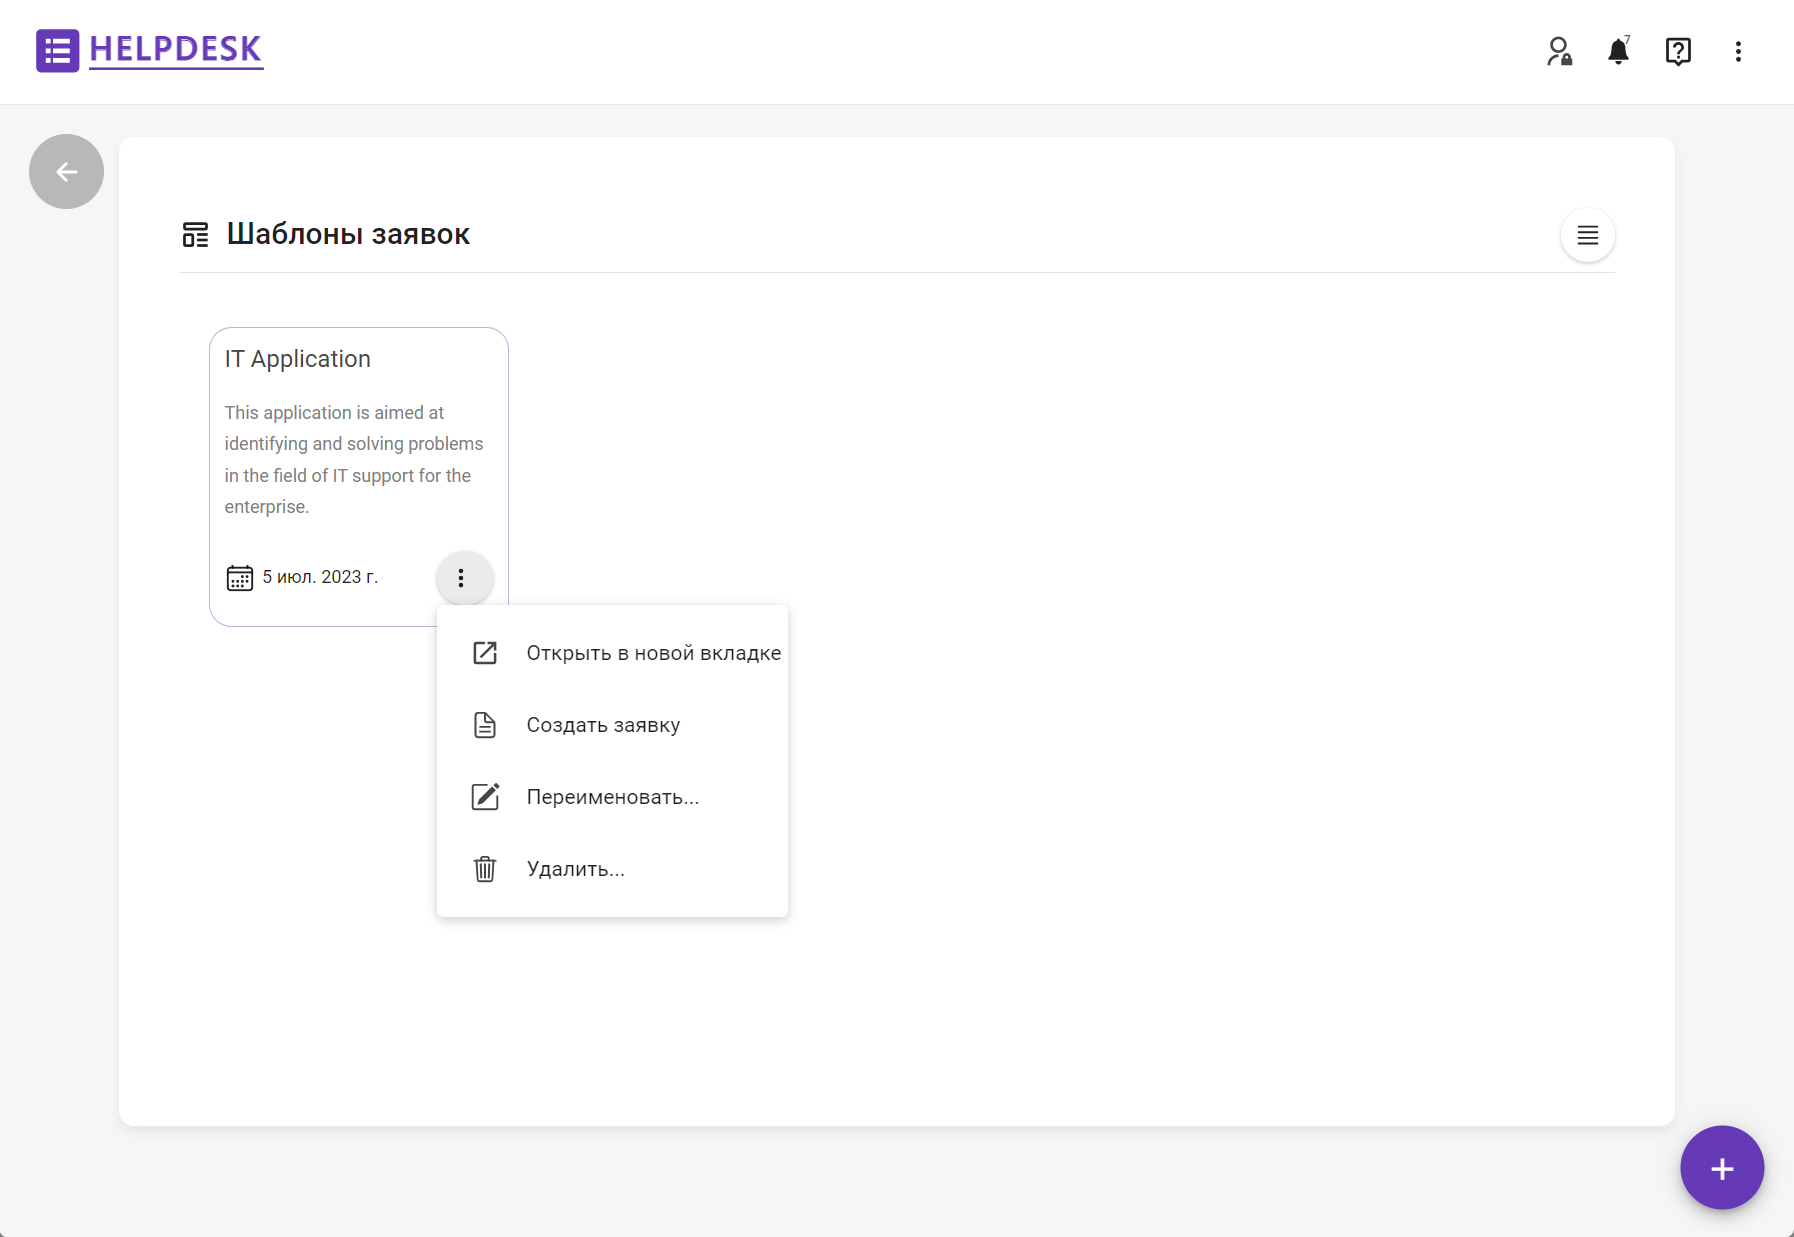 HELPDESK
7
Шаблоны заявок
IT Application
This application is aimed at
identifying and solving problems
in the field of IT support for the
enterprise.
5 июл. 2023 г.
Открыть в новой вкладке
Создать заявку
Переименовать...
Удалить...